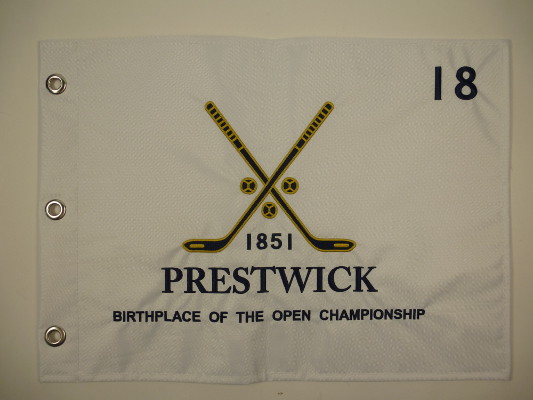 18
1851
PRESTWICK
BIRTHPLACE OF THE OPEN CHAMPIONSHIP